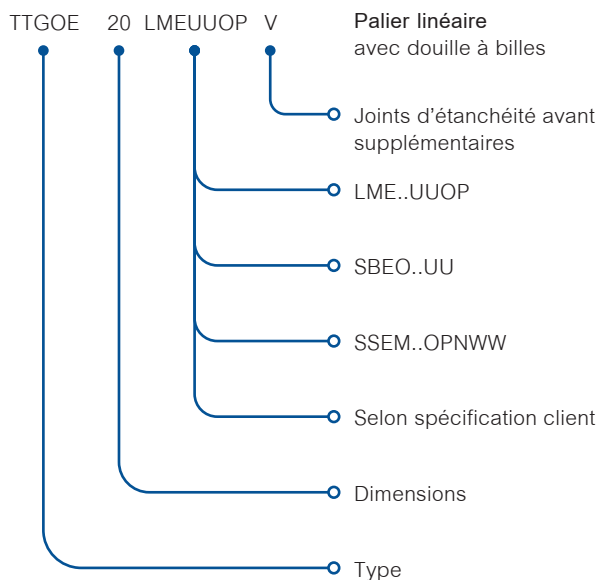 TTGOE 20 LMEUUOP V
Palier linéaire
avec douille à billes
Joints d’étanchéité avant
supplémentaires
LME..UUOP
SBEO..UU
SSEM..OPNWW
Selon spécification client
Dimensions
Type